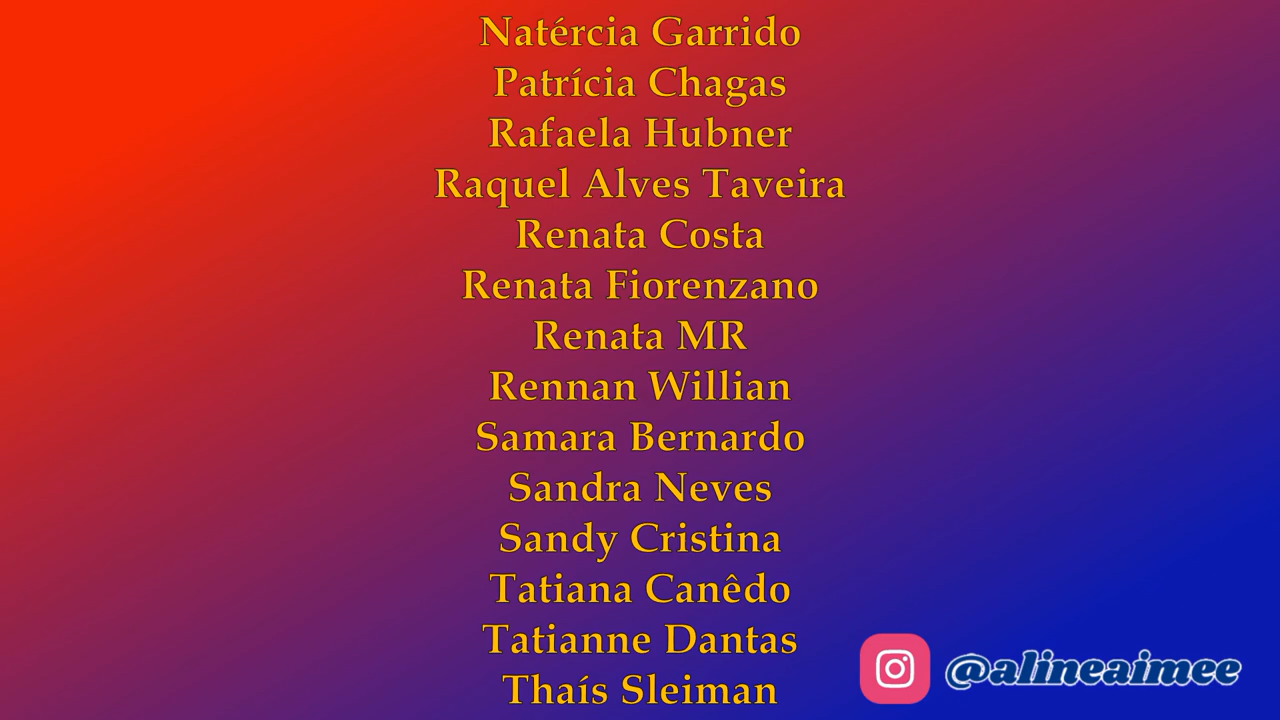 Natércia Garrido
Patrícia Chagas
Rafaela Hubner
Raquel Alves Taveira
Renata Costa
Renata Fiorenzano
Renata MR
Rennan Willian
Samara Bernardo
Sandra Neves
Sandy Cristina
Tatiana Canêdo
Tatianne Dantas
Thaís Sleiman
@alineaimee